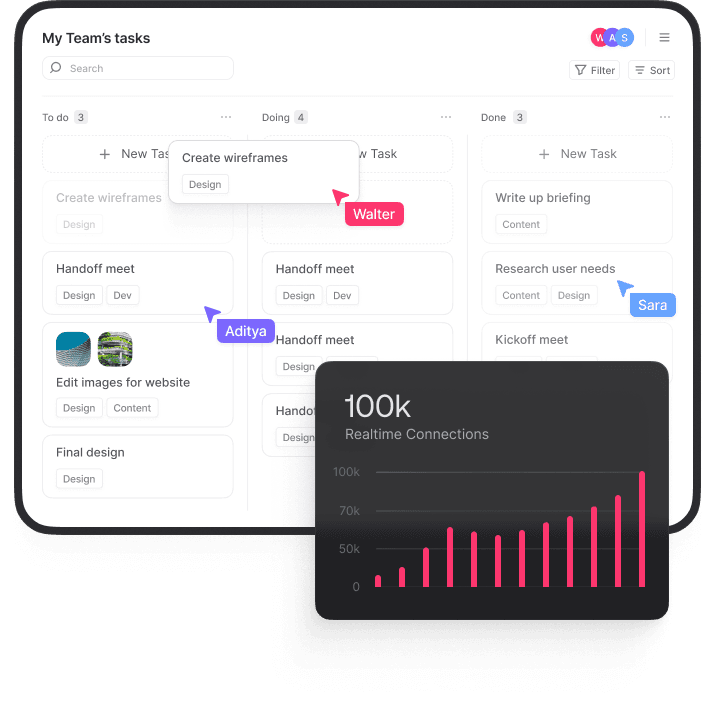 My Team's tasks
W A S
Search
Filter
Sort
To do 3
Doing 4
Done 3
New Tas
w Task
New Task
Create wireframes
Design
Walter
Create wireframes
Design
Handoff meet
Design Dev
Aditya
Edit images for website
Design Content
Final design
Design
Handoff meet
Design Dev
Handoff meet
Design
Handof
Design
Write up briefing
Content
Research user needs
Content Design
Sara
Kickoff meet
100k
Realtime Connections
100k
70k
50k
0